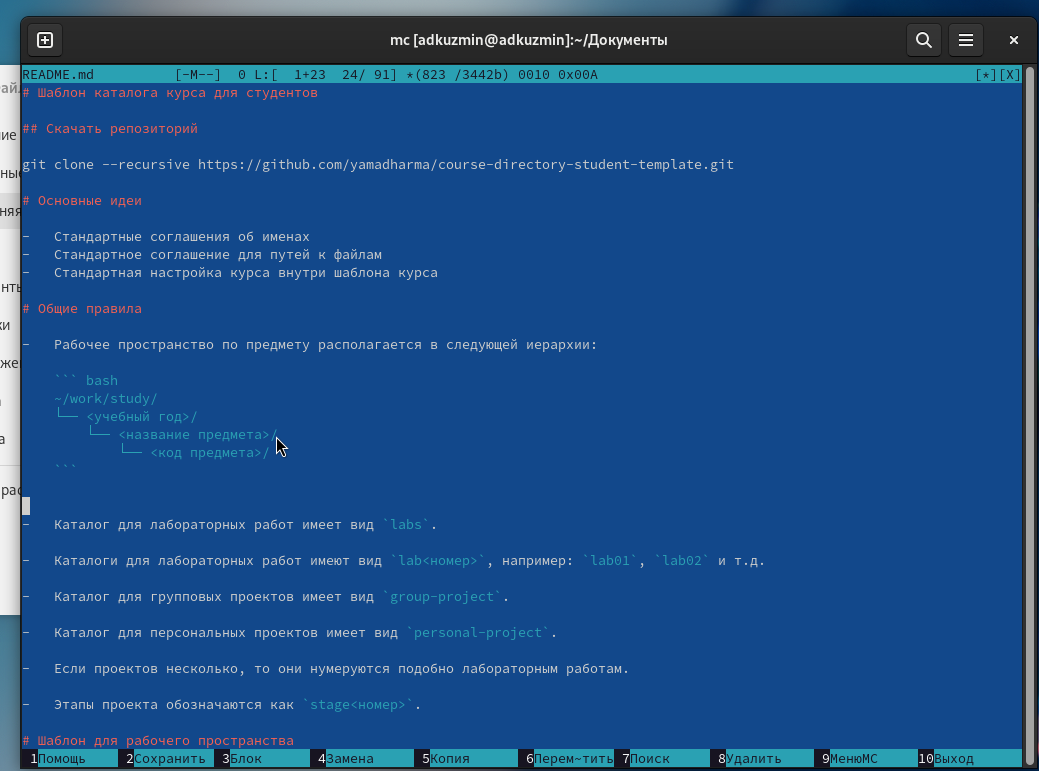 mc [adkuzmin@adkuzmin]:~/Документы
README.md [-M--] 0 L:[ 1+23 24/ 91] *(823 /3442b) 0010 0x00A [*][X]
# Шаблон каталога курса для студентов
## Скачать репозиторий
git clone --recursive https://github.com/yamadharma/course-directory-student-template.git
# Основные идеи
- Стандартные соглашения об именах
- Стандартное соглашение для путей к файлам
- Стандартная настройка курса внутри шаблона курса
# Общие правила
- Рабочее пространство по предмету располагается в следующей иерархии:
``` bash
~/work/study/
└── <учебный год>/
└── <название предмета>/
└── <код предмета>/
```
- Каталог для лабораторных работ имеет вид `labs`.
- Каталоги для лабораторных работ имеют вид `lab<номер>`, например: `lab01`, `lab02` и т.д.
- Каталог для групповых проектов имеет вид `group-project`.
- Каталог для персональных проектов имеет вид `personal-project`.
- Если проектов несколько, то они нумеруются подобно лабораторным работам.
- Этапы проекта обозначаются как `stage<номер>`.
# Шаблон для рабочего пространства
1Помощь 2Сохранить 3Блок 4Замена 5Копия 6Перем~тить 7Поиск 8Удалить 9МенюMC 10Выход